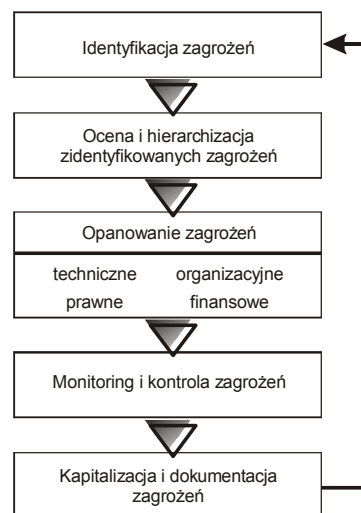 Identyfikacja zagrożeń
Ocena i hierarchizacja
zidentyfikowanych zagrożeń
Opanowanie zagrożeń
techniczne organizacyjne
prawne finansowe
Monitoring i kontrola zagrożeń
Kapitalizacja i dokumentacja
zagrożeń